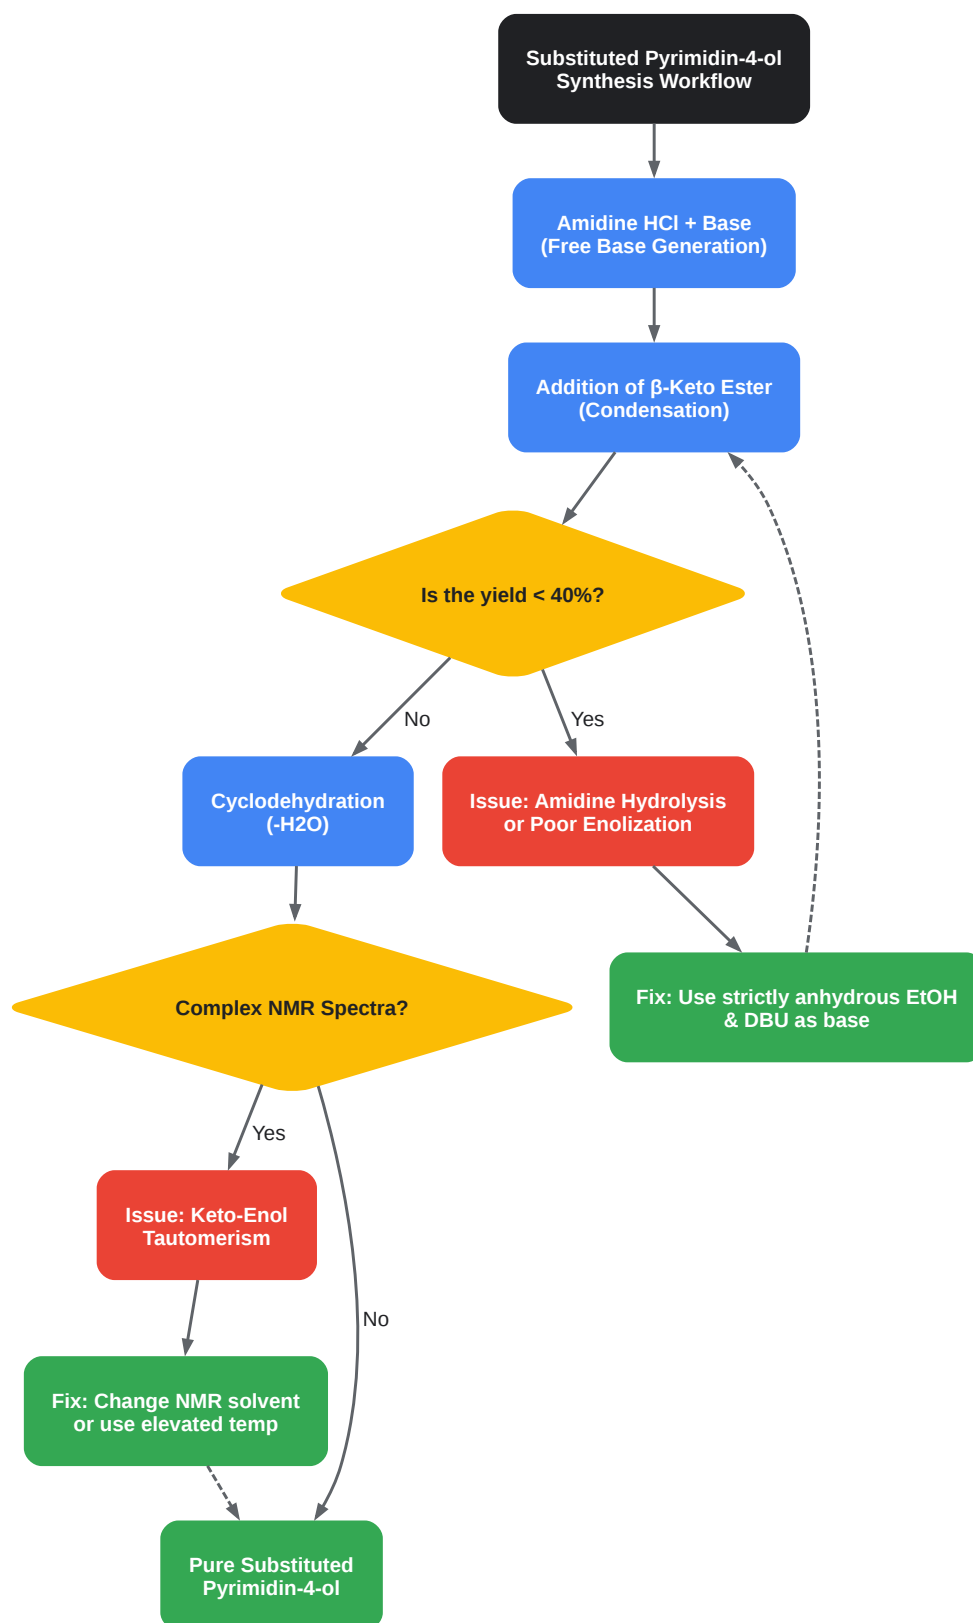 Substituted Pyrimidin-4-ol
Synthesis Workflow
Amidine HCl + Base
(Free Base Generation)
Addition of β-Keto Ester
(Condensation)
Is the yield < 40%?
No
Yes
Cyclodehydration
(-H2O)
Issue: Amidine Hydrolysis
or Poor Enolization
Fix: Use strictly anhydrous EtOH
& DBU as base
Complex NMR Spectra?
Yes
Issue: Keto-Enol
Tautomerism
No
Fix: Change NMR solvent
or use elevated temp
Pure Substituted
Pyrimidin-4-ol